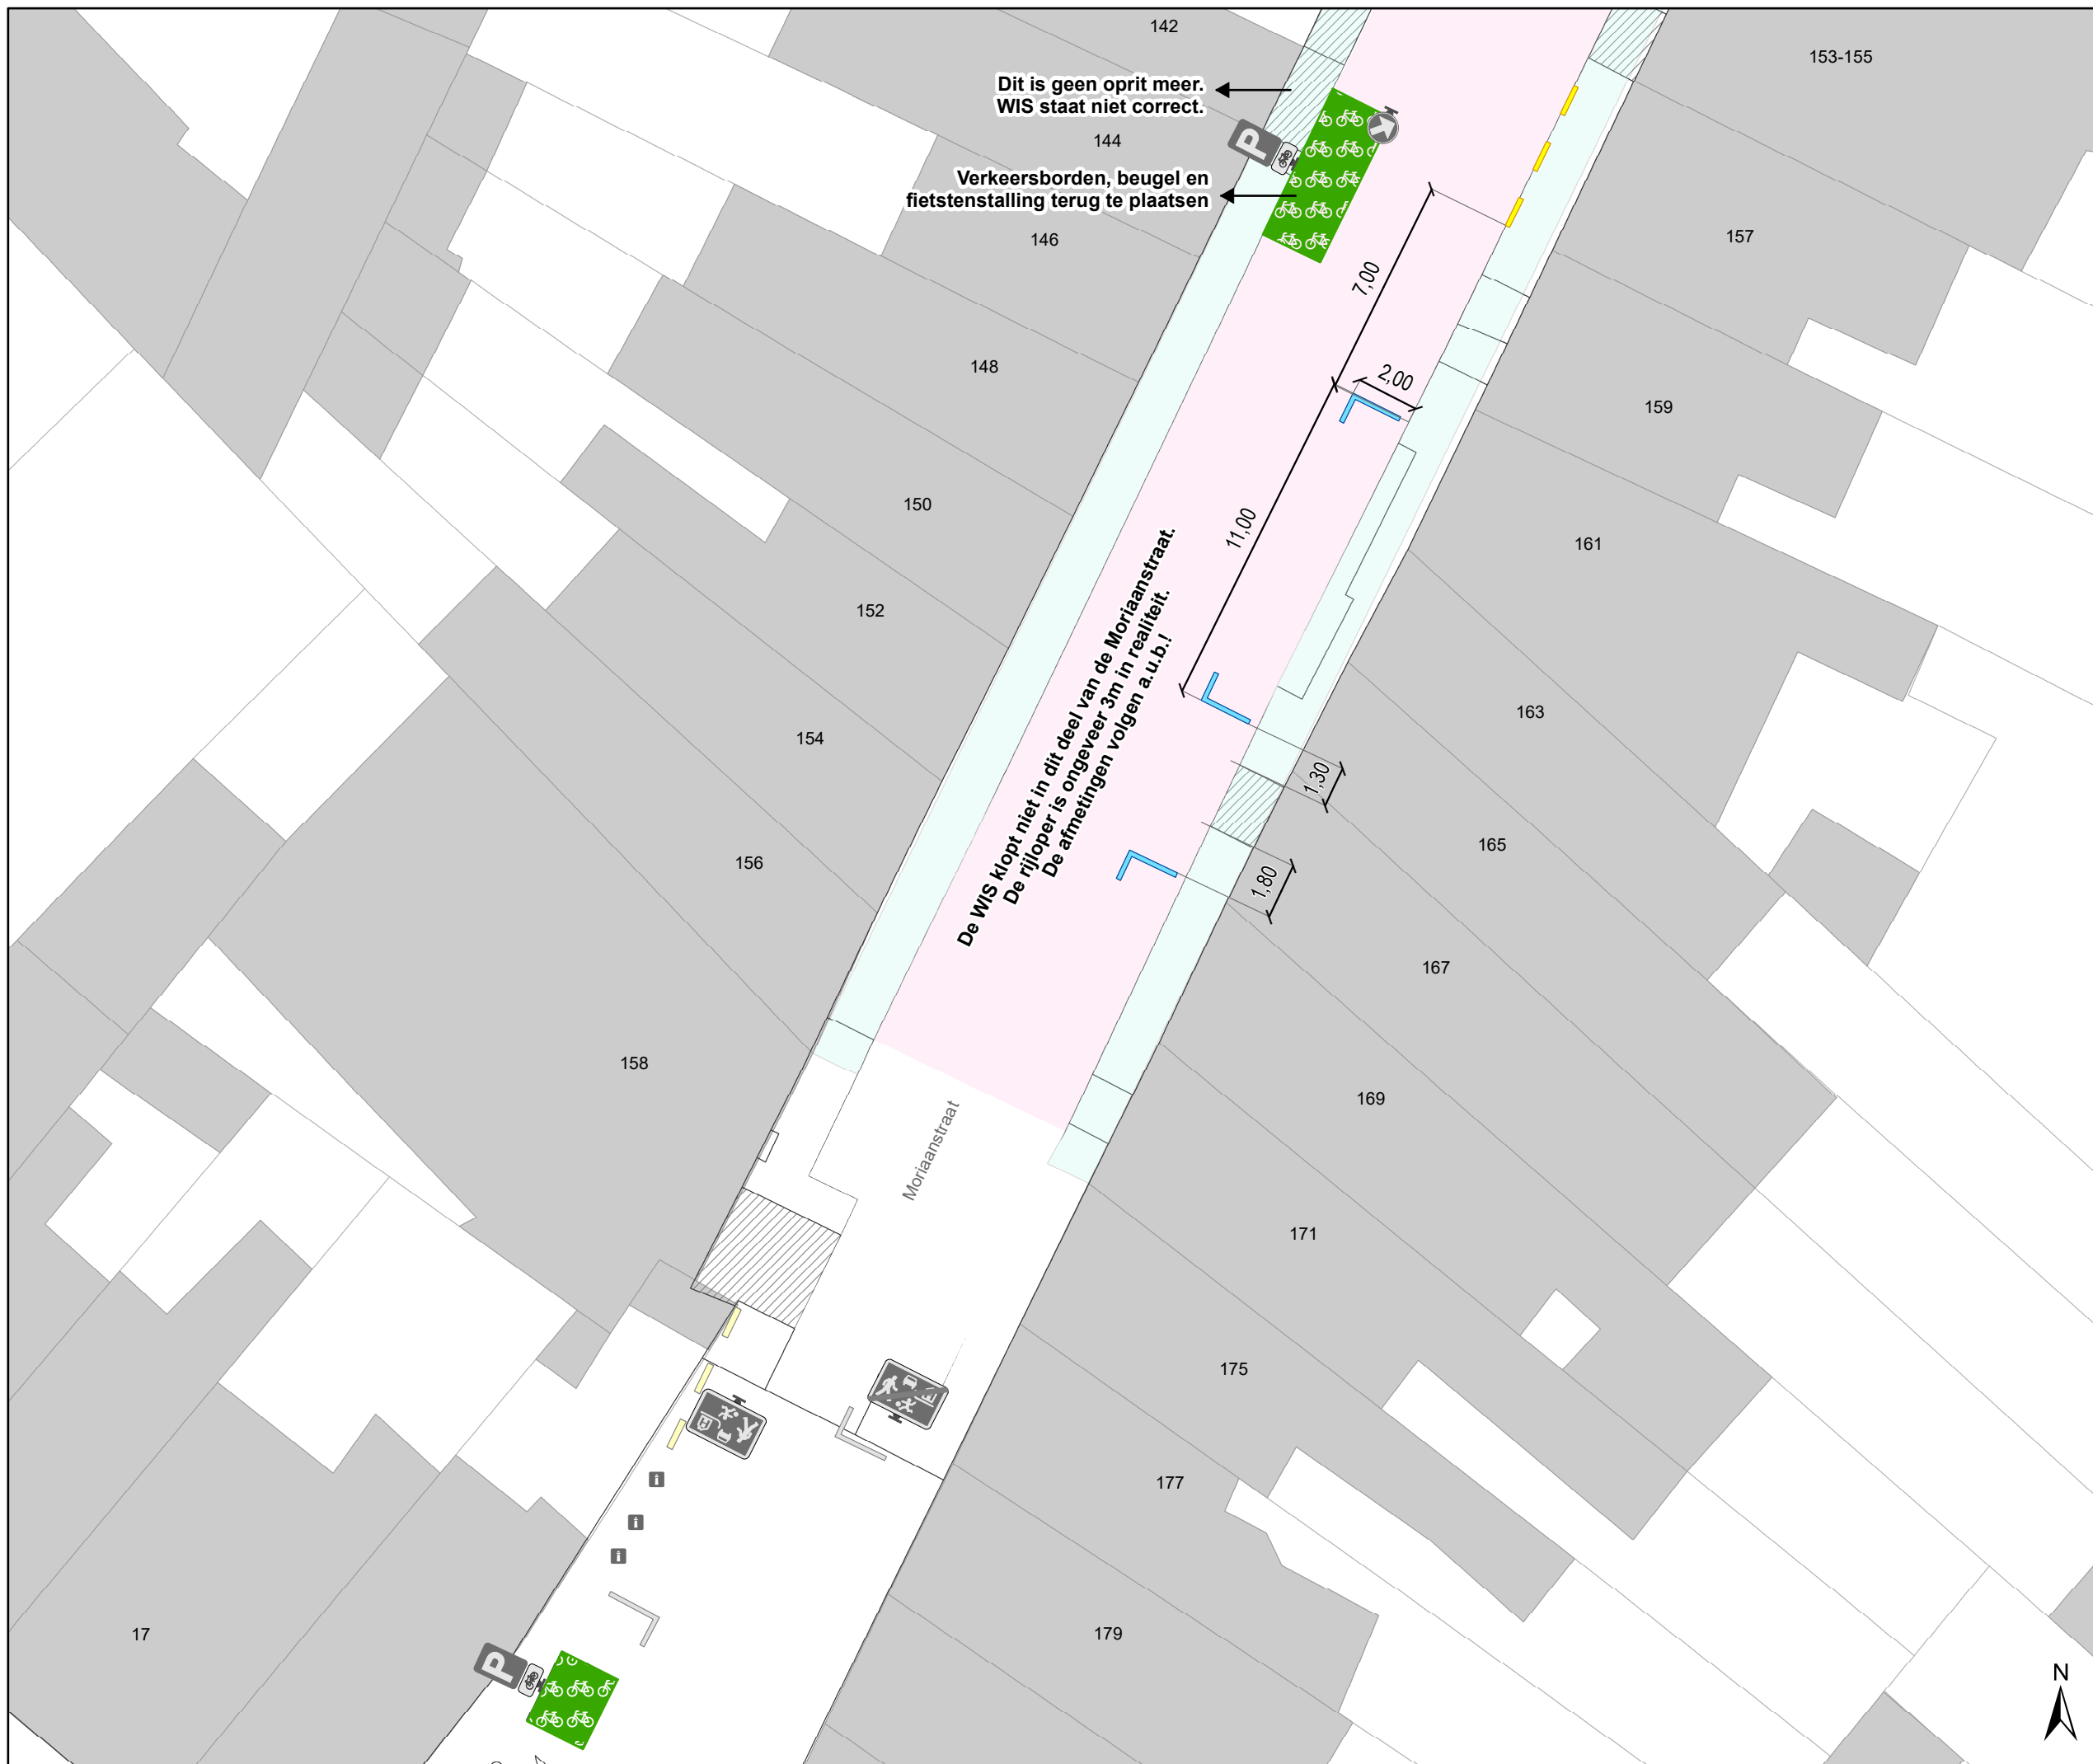 142
153-155
Dit is geen oprit meer.
WIS staat niet correct.
144
P
Verkeersborden, beugel en
fietstenstalling terug te plaatsen
146
157
7,00
148
2,00
159
150
11,00
161
De WIS klopt niet in dit deel van de Moriaanstraat.
De rijloper is ongeveer 3m in realiteit.
De afmetingen volgen a.u.b.!
152
163
154
1,30
165
156
1,80
167
158
169
Moriaanstraat
171
175
177
i
i
i
17
179
P
N